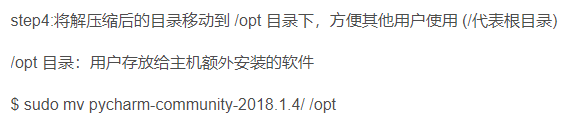 step4:将解压缩后的目录移动到 /opt 目录下，方便其他用户使用 (/代表根目录)
/opt 目录：用户存放给主机额外安装的软件
$ sudo mv pycharm-community-2018.1.4/ /opt